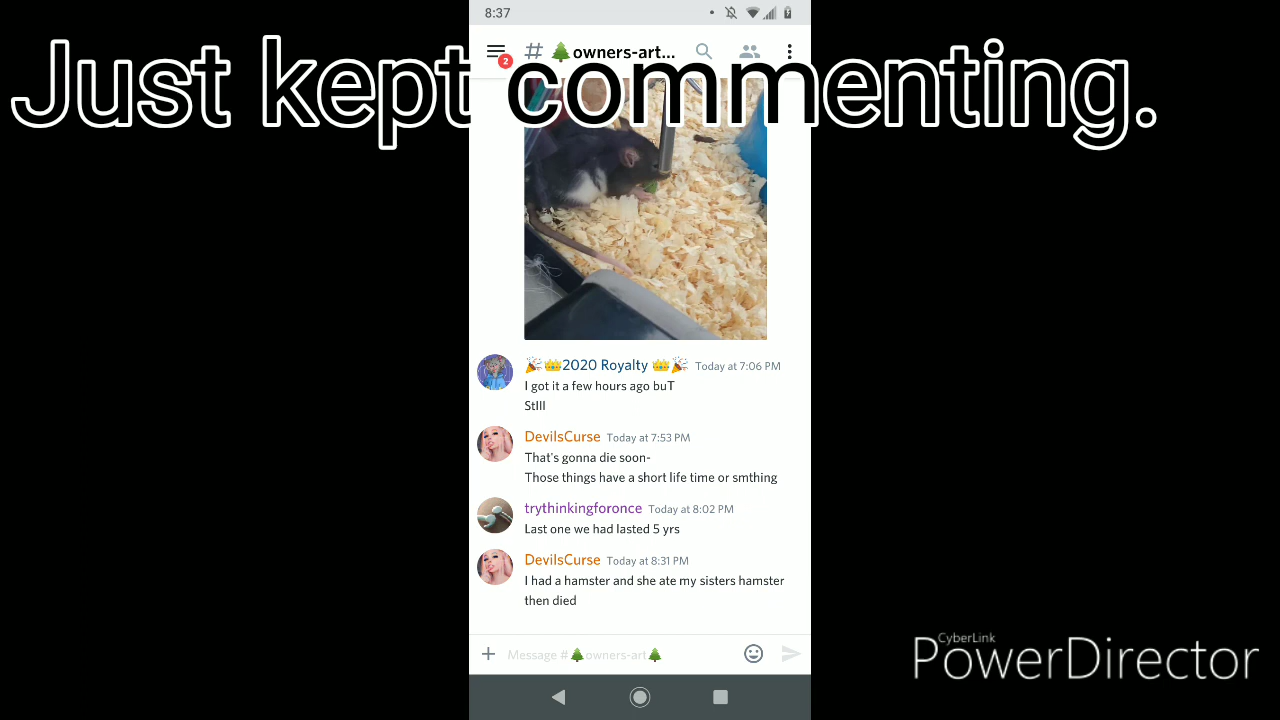 8:37
# 🌲owners-art...
2
Just kept commenting.
🎉👑2020 Royalty 👑🎉 Today at 7:06 PM
I got it a few hours ago buT
StIll
DevilsCurse Today at 7:53 PM
That's gonna die soon-
Those things have a short life time or smthing
trythinkingforonce Today at 8:02 PM
Last one we had lasted 5 yrs
DevilsCurse Today at 8:31 PM
I had a hamster and she ate my sisters hamster
then died
Message #🌲owners-art🌲
CyberLink
PowerDirector